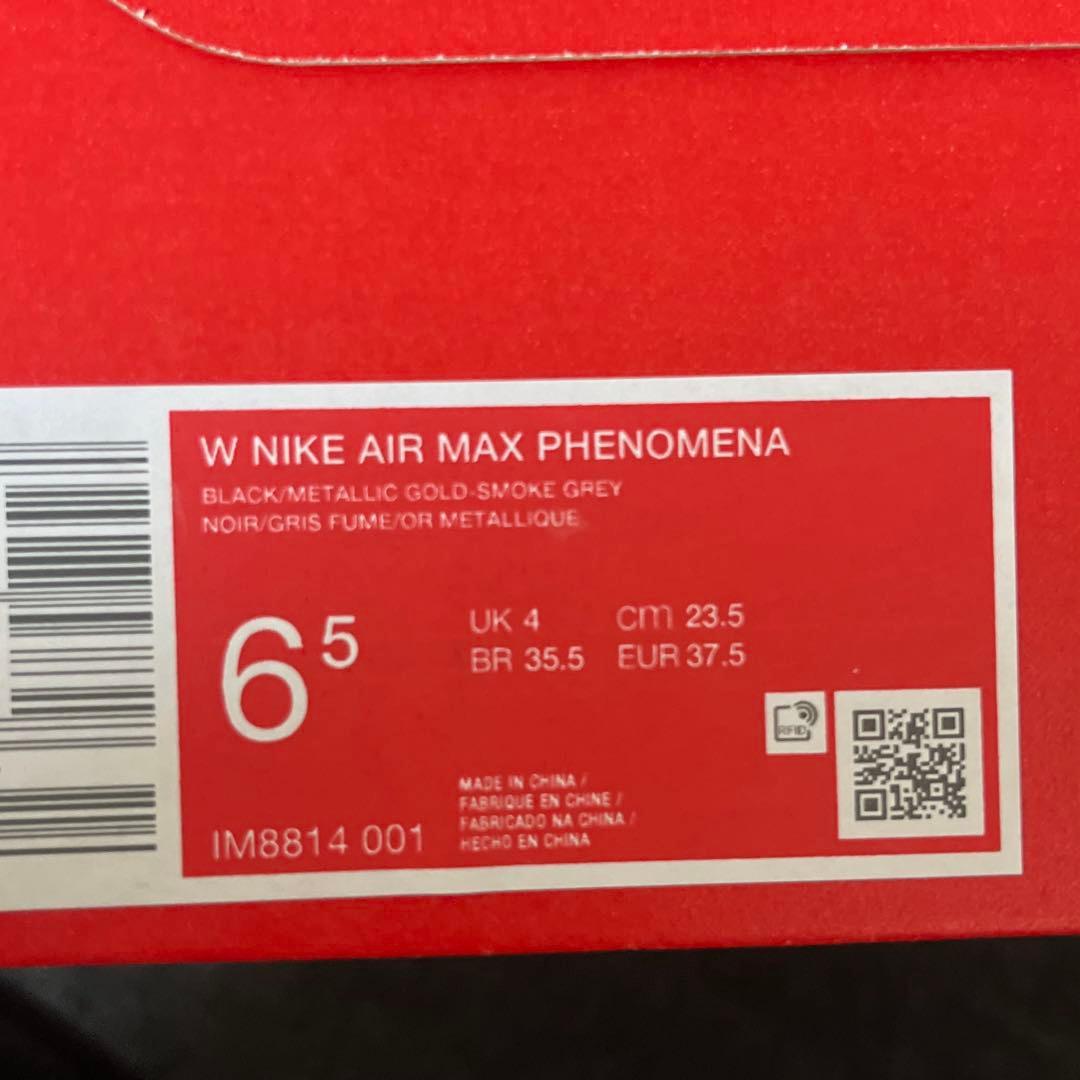 W NIKE AIR MAX PHENOMENA
BLACK/METALLIC GOLD-SMOKE GREY
NOIR/GRIS FUME/OR METALLIQUE
6 5
UK 4 cm 23.5
BR 35.5 EUR 37.5
RFID
MADE IN CHINA /
FABRIQUE EN CHINE /
FABRICADO NA CHINA /
HECHO EN CHINA
IM8814 001